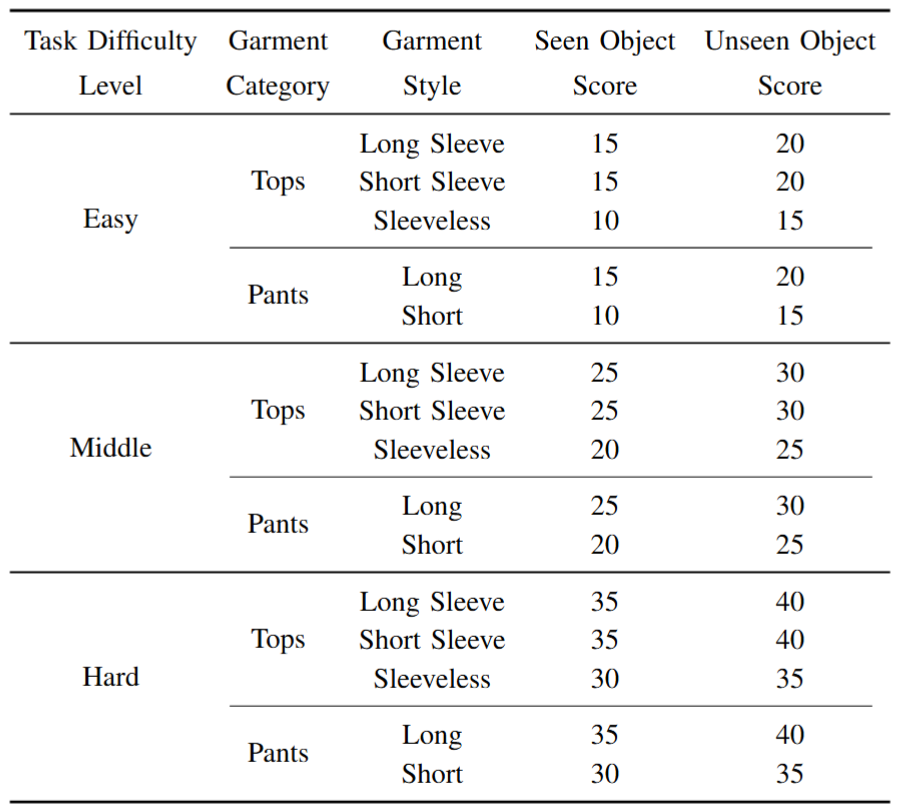 Task Difficulty Level Garment Category Garment Style Seen Object Score Unseen Object Score
Easy Tops Long Sleeve 15 20
Short Sleeve 15 20
Sleeveless 10 15
Pants Long 15 20
Short 10 15
Middle Tops Long Sleeve 25 30
Short Sleeve 25 30
Sleeveless 20 25
Pants Long 25 30
Short 20 25
Hard Tops Long Sleeve 35 40
Short Sleeve 35 40
Sleeveless 30 35
Pants Long 35 40
Short 30 35